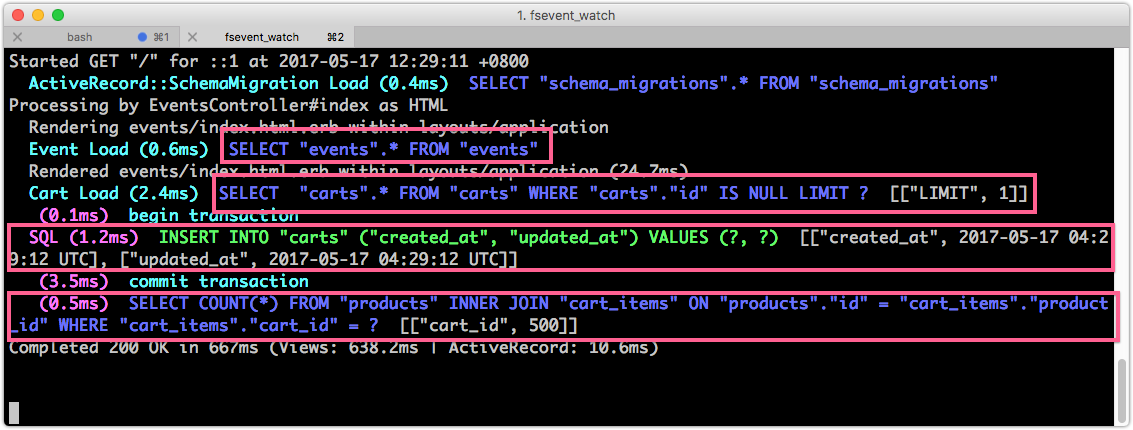 1. fsevent_watch
bash ⌘1 fsevent_watch ⌘2
Started GET "/" for ::1 at 2017-05-17 12:29:11 +0800
ActiveRecord::SchemaMigration Load (0.4ms) SELECT "schema_migrations".* FROM "schema_migrations"
Processing by EventsController#index as HTML
Rendering events/index.html.erb within layouts/application
Event Load (0.6ms) SELECT "events".* FROM "events"
Rendered events/index.html.erb within layouts/application (24.7ms)
Cart Load (2.4ms) SELECT "carts".* FROM "carts" WHERE "carts"."id" IS NULL LIMIT ? [["LIMIT", 1]]
(0.1ms) begin transaction
SQL (1.2ms) INSERT INTO "carts" ("created_at", "updated_at") VALUES (?, ?) [["created_at", 2017-05-17 04:2
9:12 UTC], ["updated_at", 2017-05-17 04:29:12 UTC]]
(3.5ms) commit transaction
(0.5ms) SELECT COUNT(*) FROM "products" INNER JOIN "cart_items" ON "products"."id" = "cart_items"."product
_id" WHERE "cart_items"."cart_id" = ? [["cart_id", 500]]
Completed 200 OK in 667ms (Views: 638.2ms | ActiveRecord: 10.6ms)